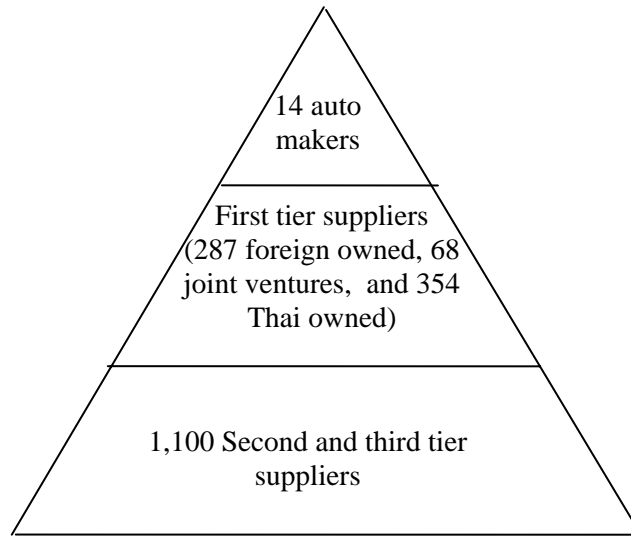 14 auto
makers
First tier suppliers
(287 foreign owned, 68
joint ventures,  and 354
Thai owned)
1,100 Second and third tier
suppliers